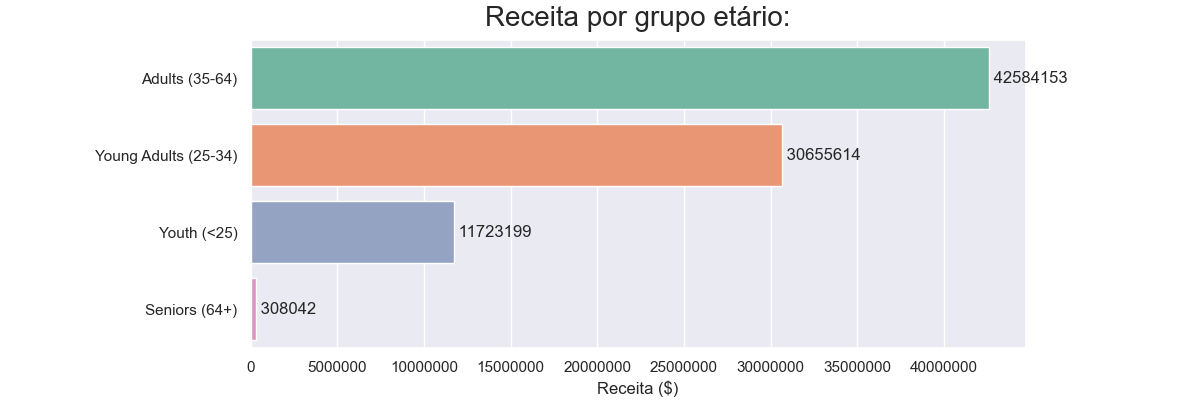 Receita por grupo etário:
Adults (35-64)
42584153
Young Adults (25-34)
30655614
Youth (<25)
11723199
Seniors (64+)
308042
0 5000000 10000000 15000000 20000000 25000000 30000000 35000000 40000000
Receita ($)